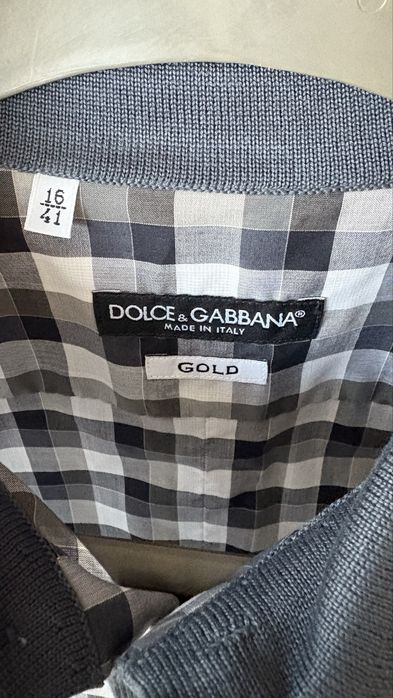 16
41
DOLCE & GABBANA®
MADE IN ITALY
GOLD